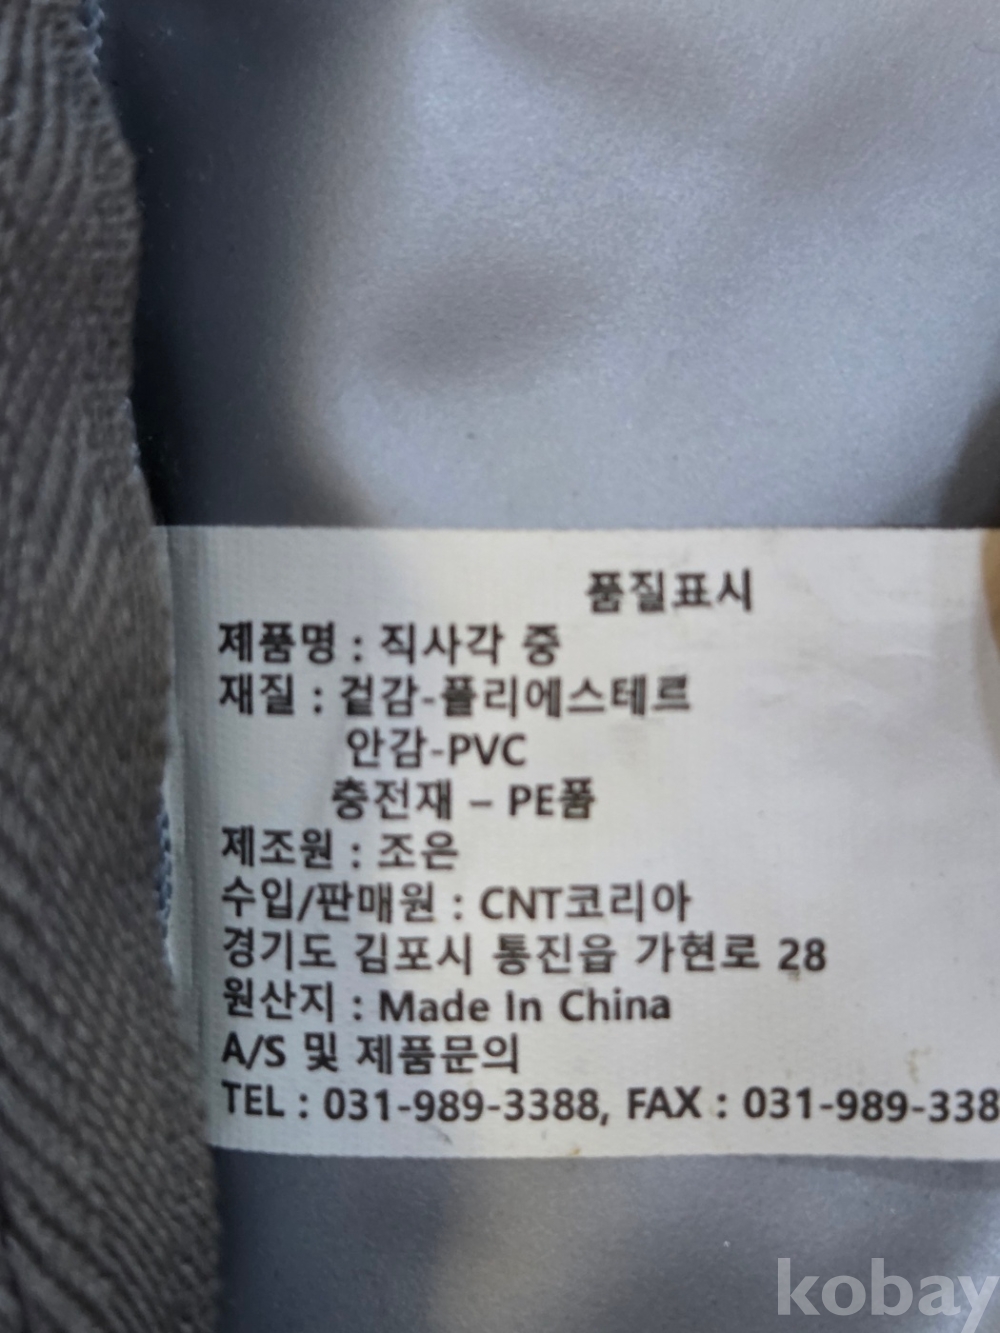 품질표시
제품명 : 직사각 중
재질 : 겉감-폴리에스테르
안감-PVC
충전재 – PE폼
제조원 : 조은
수입/판매원 : CNT코리아
경기도 김포시 통진읍 가현로 28
원산지 : Made In China
A/S 및 제품문의
TEL : 031-989-3388, FAX : 031-989-338
kobay